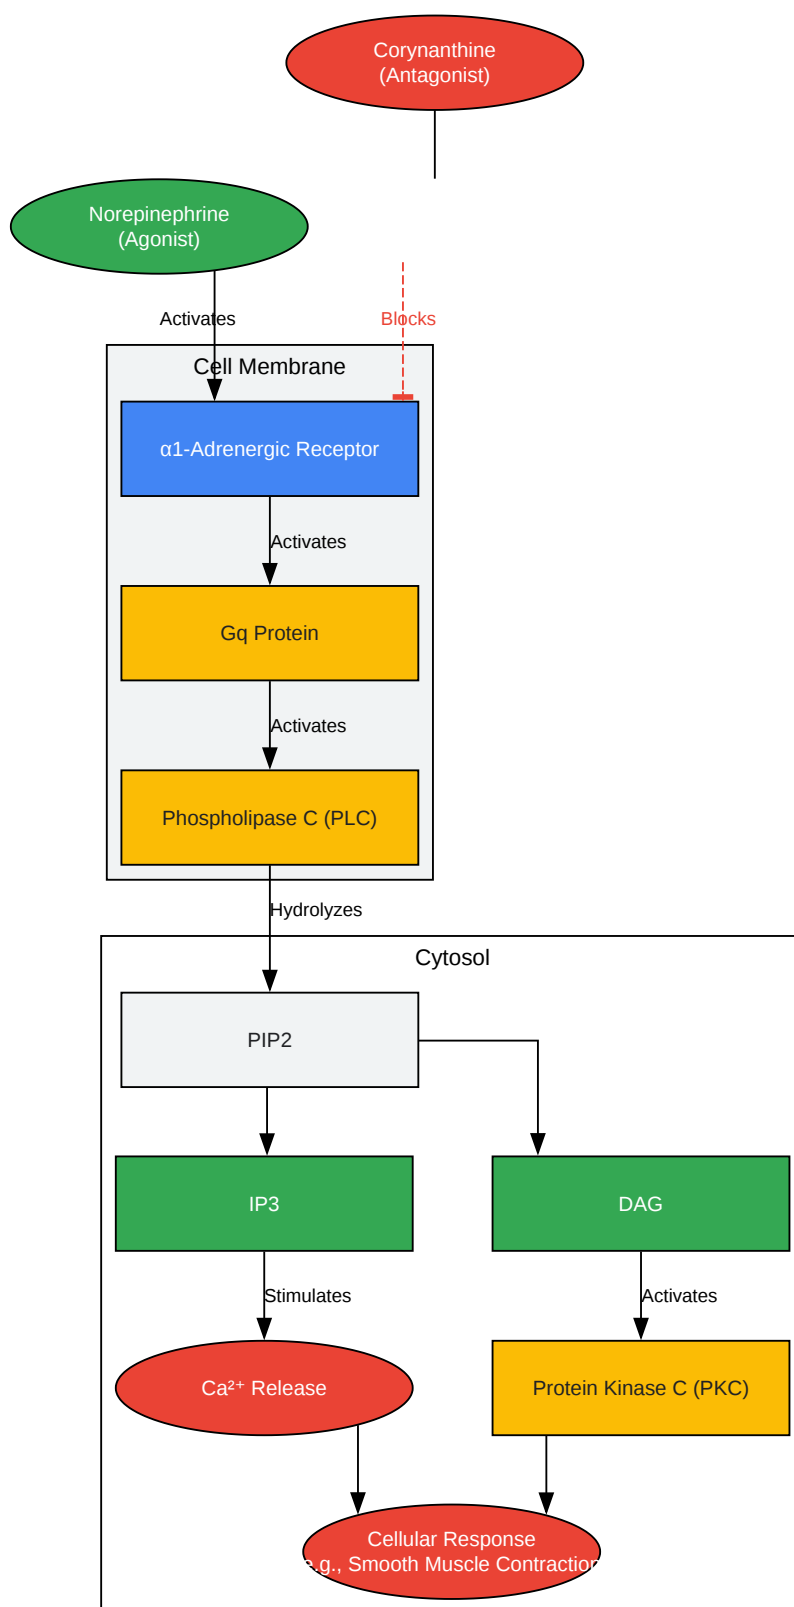 Corynanthine
(Antagonist)
Norepinephrine
(Agonist)
Activates
Blocks
Cell Membrane
α1-Adrenergic Receptor
Activates
Gq Protein
Activates
Phospholipase C (PLC)
Hydrolyzes
Cytosol
PIP2
IP3
DAG
Stimulates
Activates
Ca²⁺ Release
Protein Kinase C (PKC)
Cellular Response
e.g., Smooth Muscle Contraction